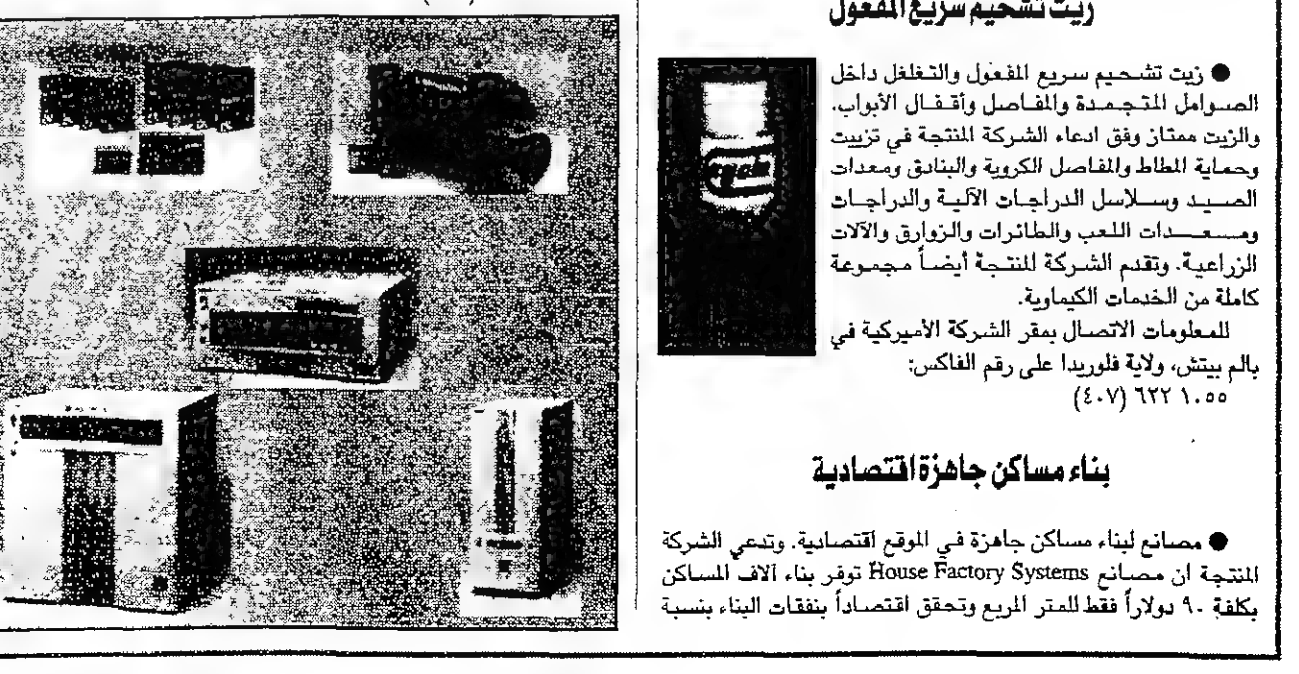 زيت تشحيم سريع المفعول
● زيت تشحيم سريع المفعول والتغلغل داخل
الصوامل المتجمدة والمفاصل وأقفال الأبواب.
والزيت ممتاز وفق ادعاء الشركة المنتجة في تزييت
وحماية المطاط والمفاصل الكروية والبنادق ومعدات
الصيد وسلاسل الدراجات الآلية والدراجات
ومسعدات اللعب والطائرات والزوارق والآلات
الزراعية. وتقدم الشركة المنتجة أيضاً مجموعة
كاملة من الخدمات الكيماوية.
للمعلومات الاتصال بمقر الشركة الأميركية في
بالم بيتش، ولاية فلوريدا على رقم الفاكس:
(٤٠٧) ٦٢٢ ١٠٥٥
بناء مساكن جاهزة اقتصادية
● مصانع لبناء مساكن جاهزة في الموقع اقتصادية. وتدعي الشركة
المنتجة ان مصانع House Factory Systems توفر بناء آلاف المساكن
بكلفة ٩٠ دولاراً فقط للمتر المربع وتحقق اقتصاداً بنفقات البناء بنسبة